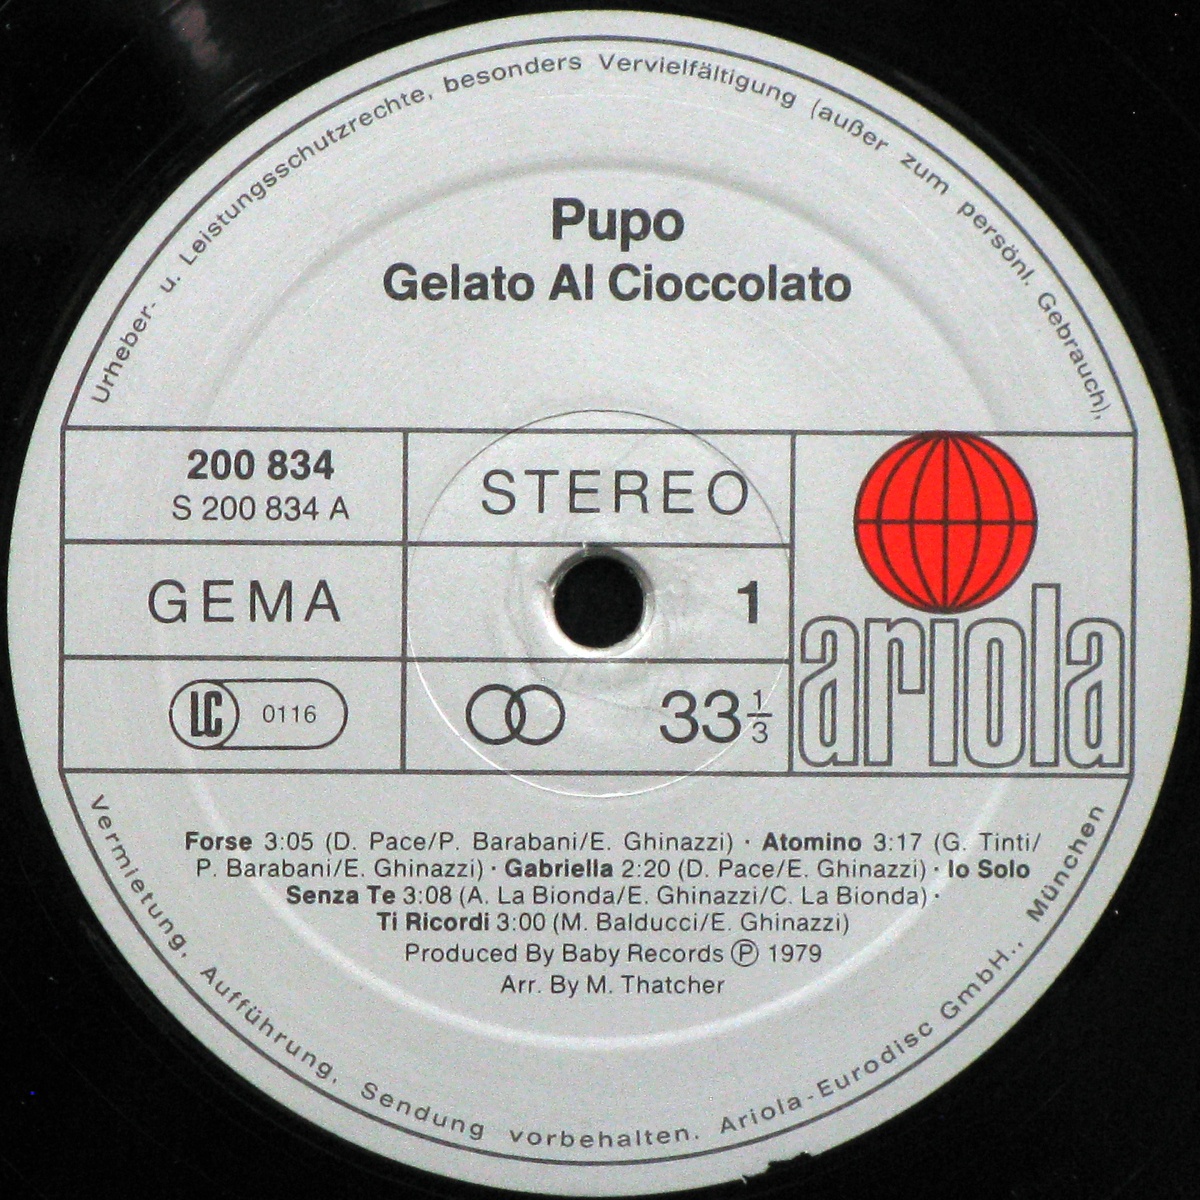 Urheber- u. Leistungsschutzrechte, besonders Vervielfältigung (außer zum persönl. Gebrauch),
Pupo
Gelato Al Cioccolato
200 834
S 200 834 A
STEREO
GEMA
1
LC 0116
33 1/3
ariola
Forse 3:05 (D. Pace/P. Barabani/E. Ghinazzi) · Atomino 3:17 (G. Tinti/
P. Barabani/E. Ghinazzi) · Gabriella 2:20 (D. Pace/E. Ghinazzi) · Io Solo
Senza Te 3:08 (A. La Bionda/E. Ghinazzi/C. La Bionda) ·
Ti Ricordi 3:00 (M. Balducci/E. Ghinazzi)
Produced By Baby Records Ⓟ 1979
Arr. By M. Thatcher
Vermietung, Aufführung, Sendung vorbehalten. Ariola-Eurodisc GmbH., München